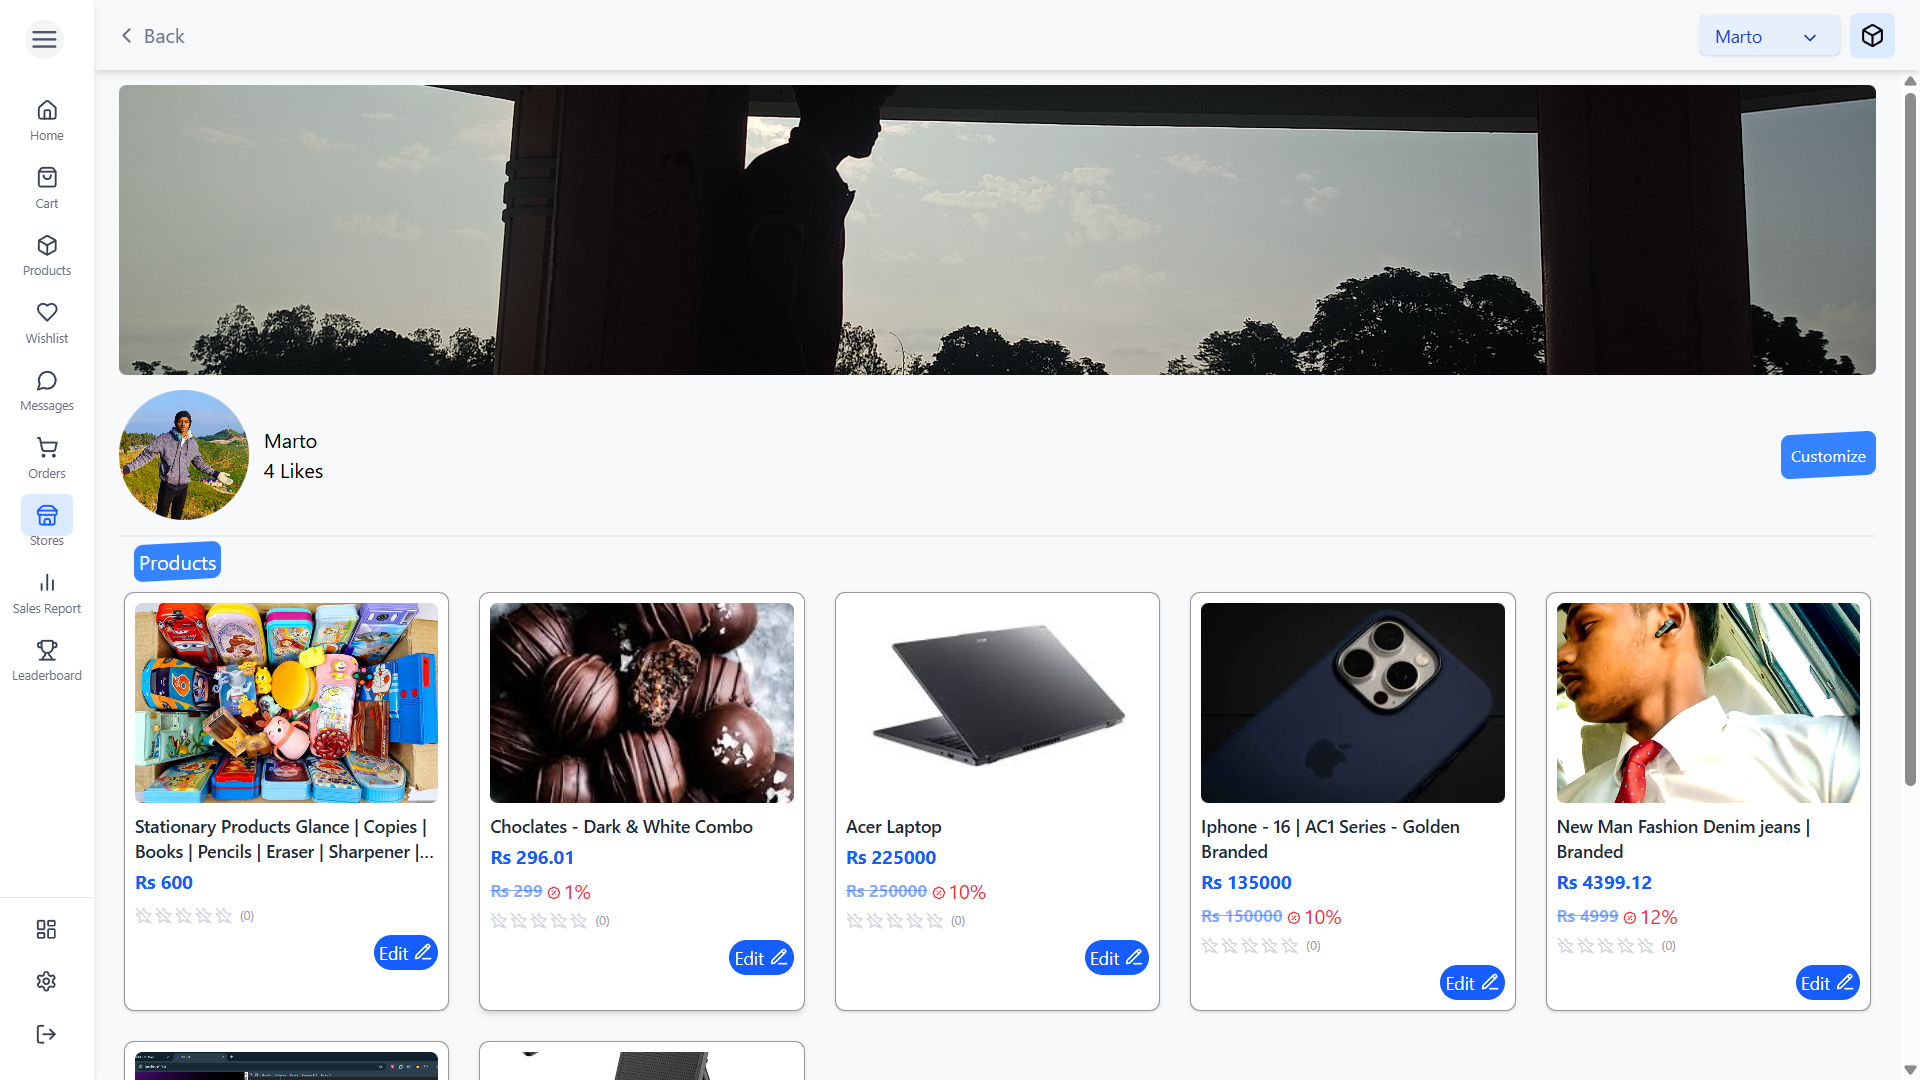 Back
Marto
Home
Cart
Products
Wishlist
Messages
Orders
Stores
Sales Report
Leaderboard
Marto
4 Likes
Customize
Products
Stationary Products Glance | Copies |
Books | Pencils | Eraser | Sharpener |...
Rs 600
(0)
Edit
Choclates - Dark & White Combo
Rs 296.01
Rs 299 1%
(0)
Edit
Acer Laptop
Rs 225000
Rs 250000 10%
(0)
Edit
Iphone - 16 | AC1 Series - Golden
Branded
Rs 135000
Rs 150000 10%
(0)
Edit
New Man Fashion Denim jeans |
Branded
Rs 4399.12
Rs 4999 12%
(0)
Edit